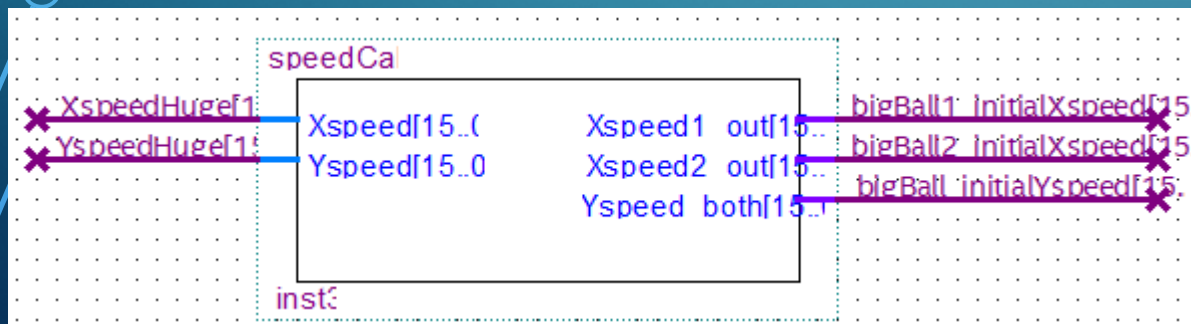 speedCal
XspeedHuge[1
YspeedHuge[15
Xspeed[15..0
Yspeed[15..0
Xspeed1_out[15..
Xspeed2_out[15..
Yspeed_both[15..
bigBall1_initialXspeed[15
bigBall2_initialXspeed[15
bigBall_initialYspeed[15.
inst3